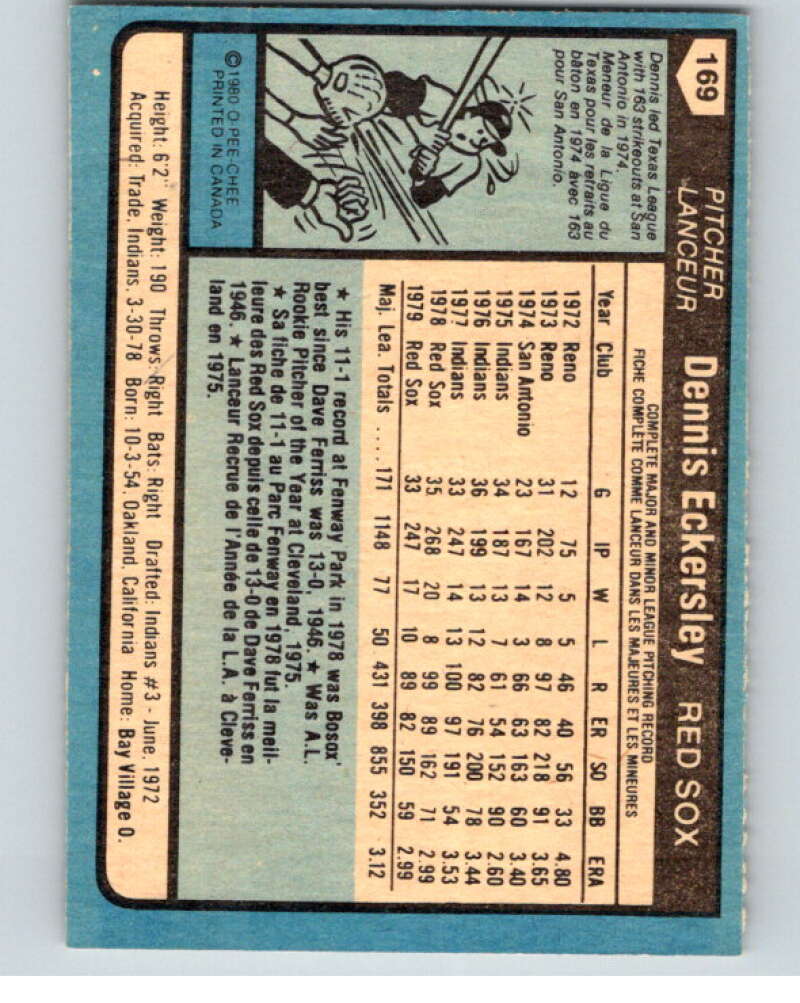 169
PITCHER
LANCEUR
Dennis Eckersley RED SOX
Dennis led Texas League
with 163 strikeouts at San
Antonio in 1974.
Meneur de la Ligue du
Texas pour les retraits au
bâton en 1974 avec 163
pour San Antonio.
© 1980 O-PEE-CHEE
PRINTED IN CANADA
COMPLETE MAJOR AND MINOR LEAGUE PITCHING RECORD
FICHE COMPLÈTE COMME LANCEUR DANS LES MAJEURES ET LES MINEURES
Year Club G IP W L R ER SO BB ERA
1972 Reno 12 75 5 5 46 40 56 33 4.80
1973 Reno 31 202 12 8 97 82 218 91 3.65
1974 San Antonio 23 167 14 3 66 63 163 60 3.40
1975 Indians 34 187 13 7 61 54 152 90 2.60
1976 Indians 36 199 13 12 82 76 200 78 3.44
1977 Indians 33 247 14 13 100 97 191 54 3.53
1978 Red Sox 35 268 20 8 99 89 162 71 2.99
1979 Red Sox 33 247 17 10 89 82 150 59 2.99
Maj. Lea. Totals ....171 1148 77 50 431 398 855 352 3.12
★ His 11-1 record at Fenway Park in 1978 was Bosox'
best since Dave Ferriss was 13-0, 1946. ★ Was A.L.
Rookie Pitcher of the Year at Cleveland, 1975.
★ Sa fiche de 11-1 au Parc Fenway en 1978 fut la meil-
leure des Red Sox depuis celle de 13-0 de Dave Ferriss en
1946. ★ Lanceur Recrue de l'Année de la L.A. à Cleve-
land en 1975.
Height: 6'2" Weight: 190 Throws: Right Bats: Right Drafted: Indians #3 - June, 1972
Acquired: Trade, Indians, 3-30-78 Born: 10-3-54, Oakland, California Home: Bay Village O.